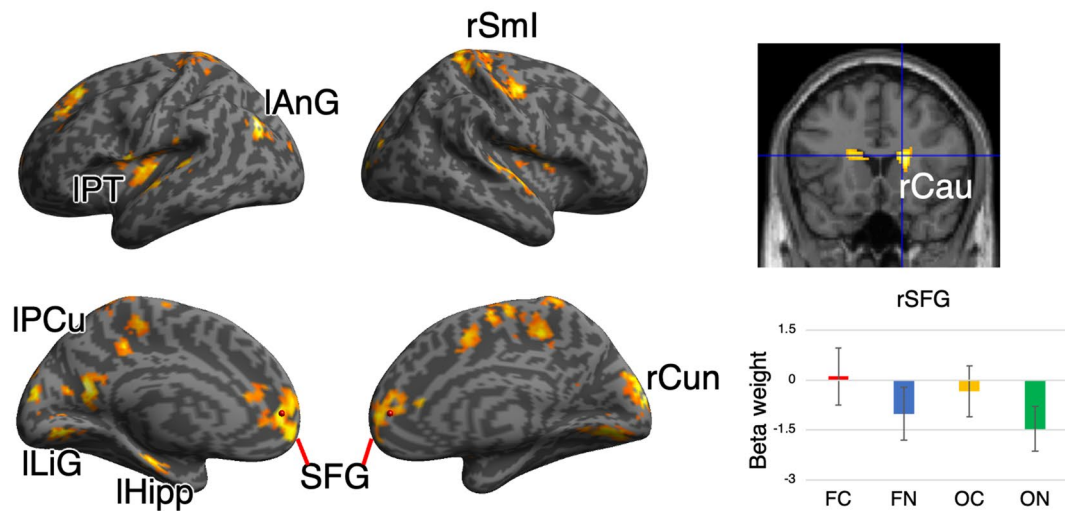 rSmI
lAnG
lPT
rCau
lPCu
rCun
lLiG
lHipp
SFG
rSFG
Beta weight
1.5
0
-1.5
-3
FC FN OC ON